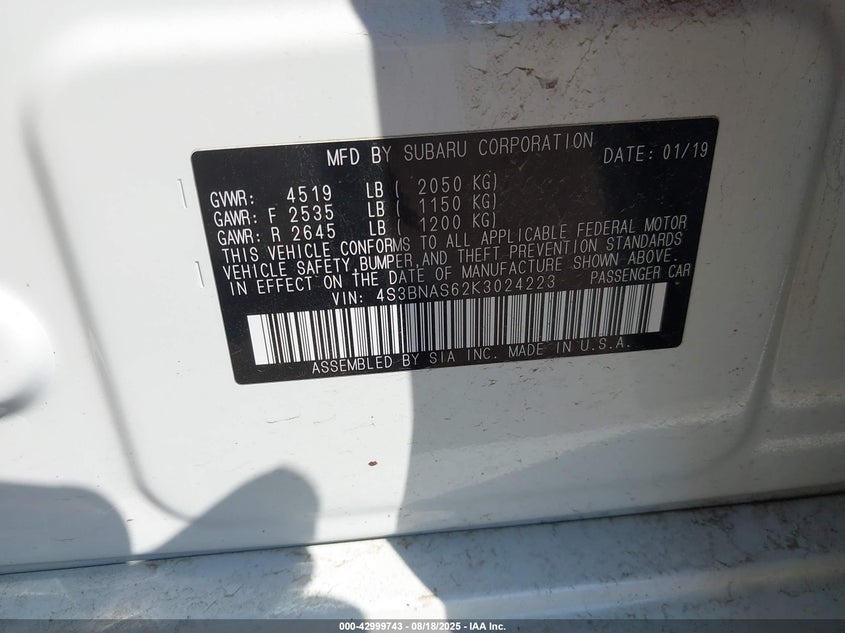 MFD BY SUBARU CORPORATION DATE: 01/19
GVWR: 4519 LB ( 2050 KG)
GAWR: F 2535 LB ( 1150 KG)
GAWR: R 2645 LB ( 1200 KG)
THIS VEHICLE CONFORMS TO ALL APPLICABLE FEDERAL MOTOR
VEHICLE SAFETY,BUMPER,AND THEFT PREVENTION STANDARDS
IN EFFECT ON THE DATE OF MANUFACTURE SHOWN ABOVE.
VIN: 4S3BNAS62K3024223 PASSENGER CAR
ASSEMBLED BY SIA INC. MADE IN U.S.A.
000-42999743 - 08/18/2025 - IAA Inc.